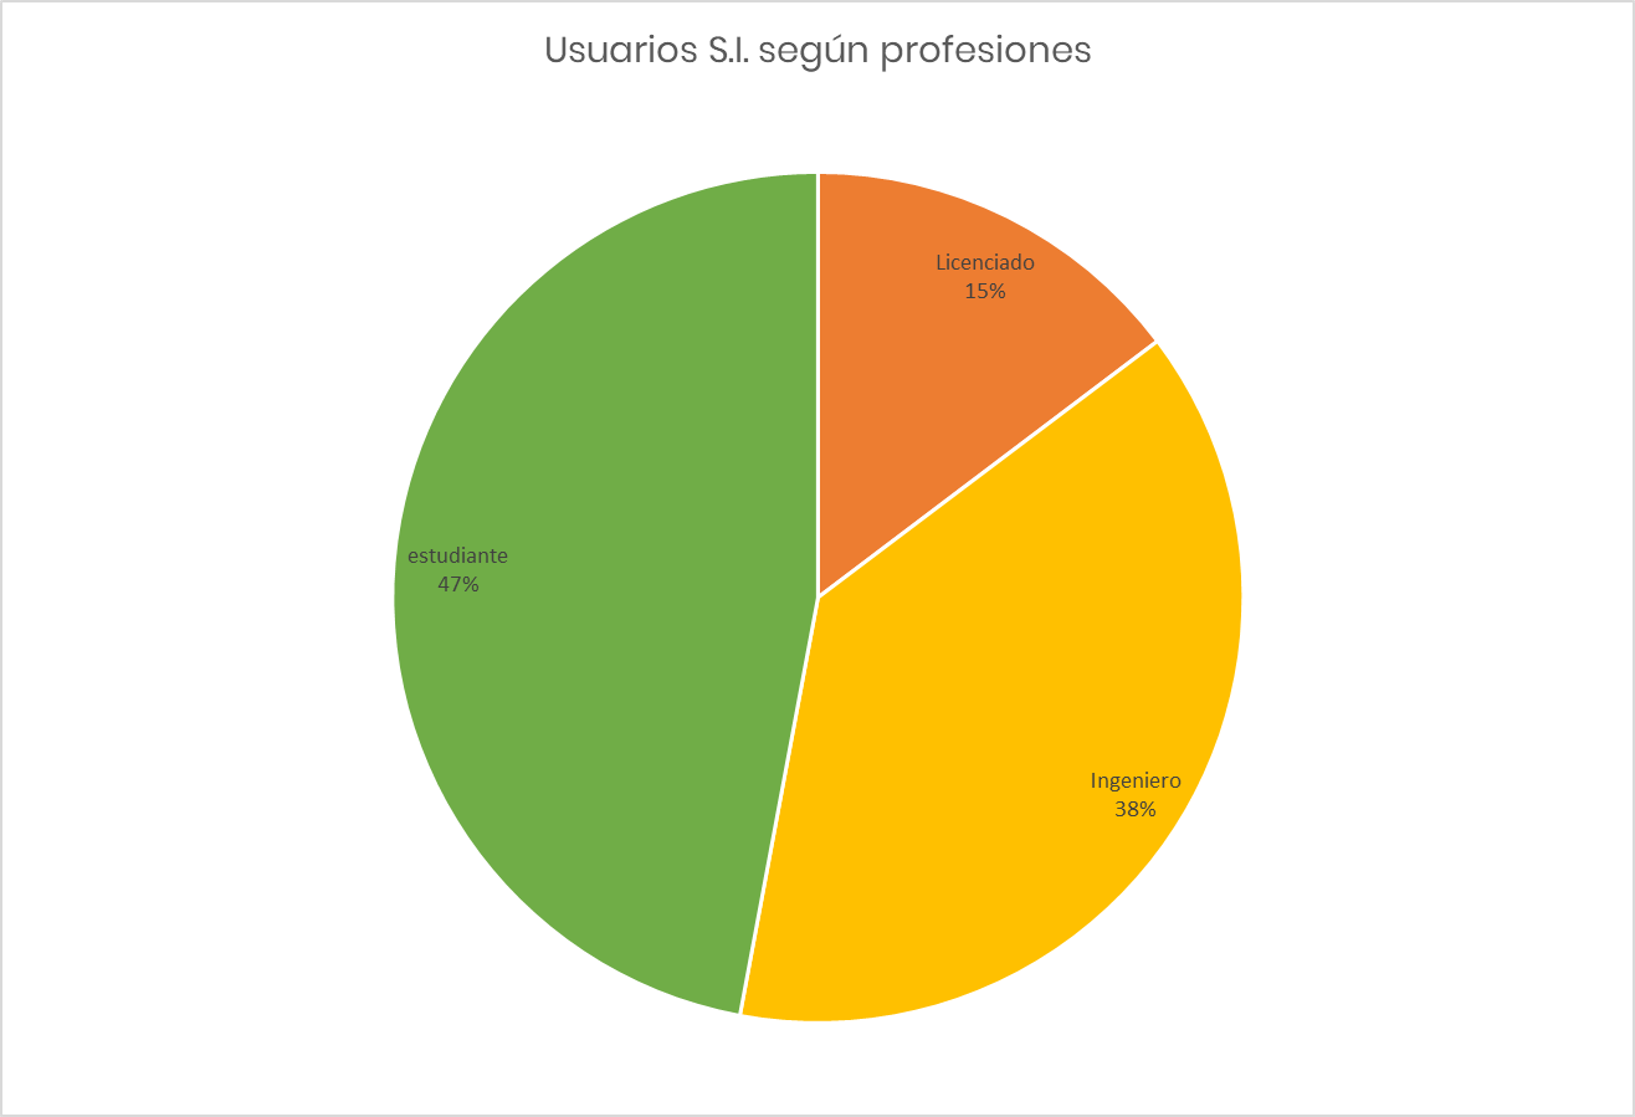 Usuarios S.I. según profesiones
Licenciado
15%
estudiante
47%
Ingeniero
38%